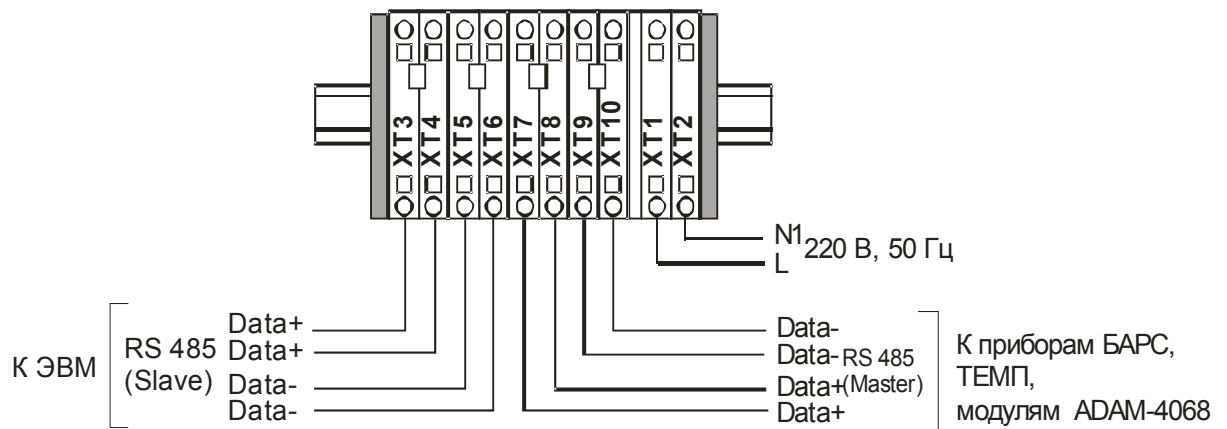 XT3 XT4 XT5 XT6 XT7 XT8 XT9 XT10 XT1 XT2
N1
220 В, 50 Гц
L
К ЭВМ
RS 485
(Slave)
Data+
Data+
Data-
Data-
Data-
Data-
Data+
Data+
RS 485
(Master)
К приборам БАРС,
ТЕМП,
модулям ADAM-4068